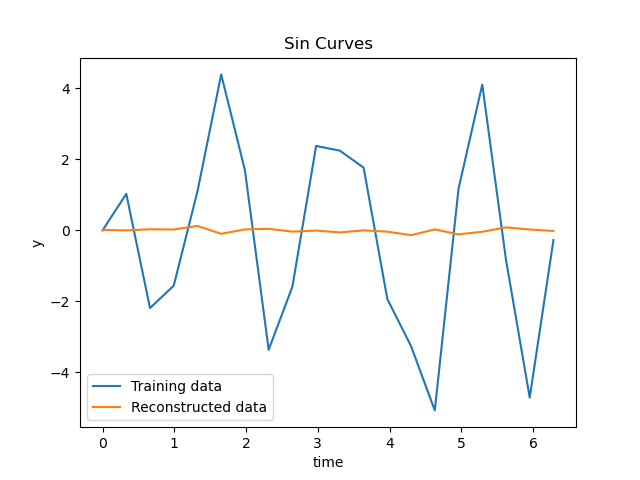 Sin Curves
4
2
0
−2
−4
y
Training data
Reconstructed data
0 1 2 3 4 5 6
time